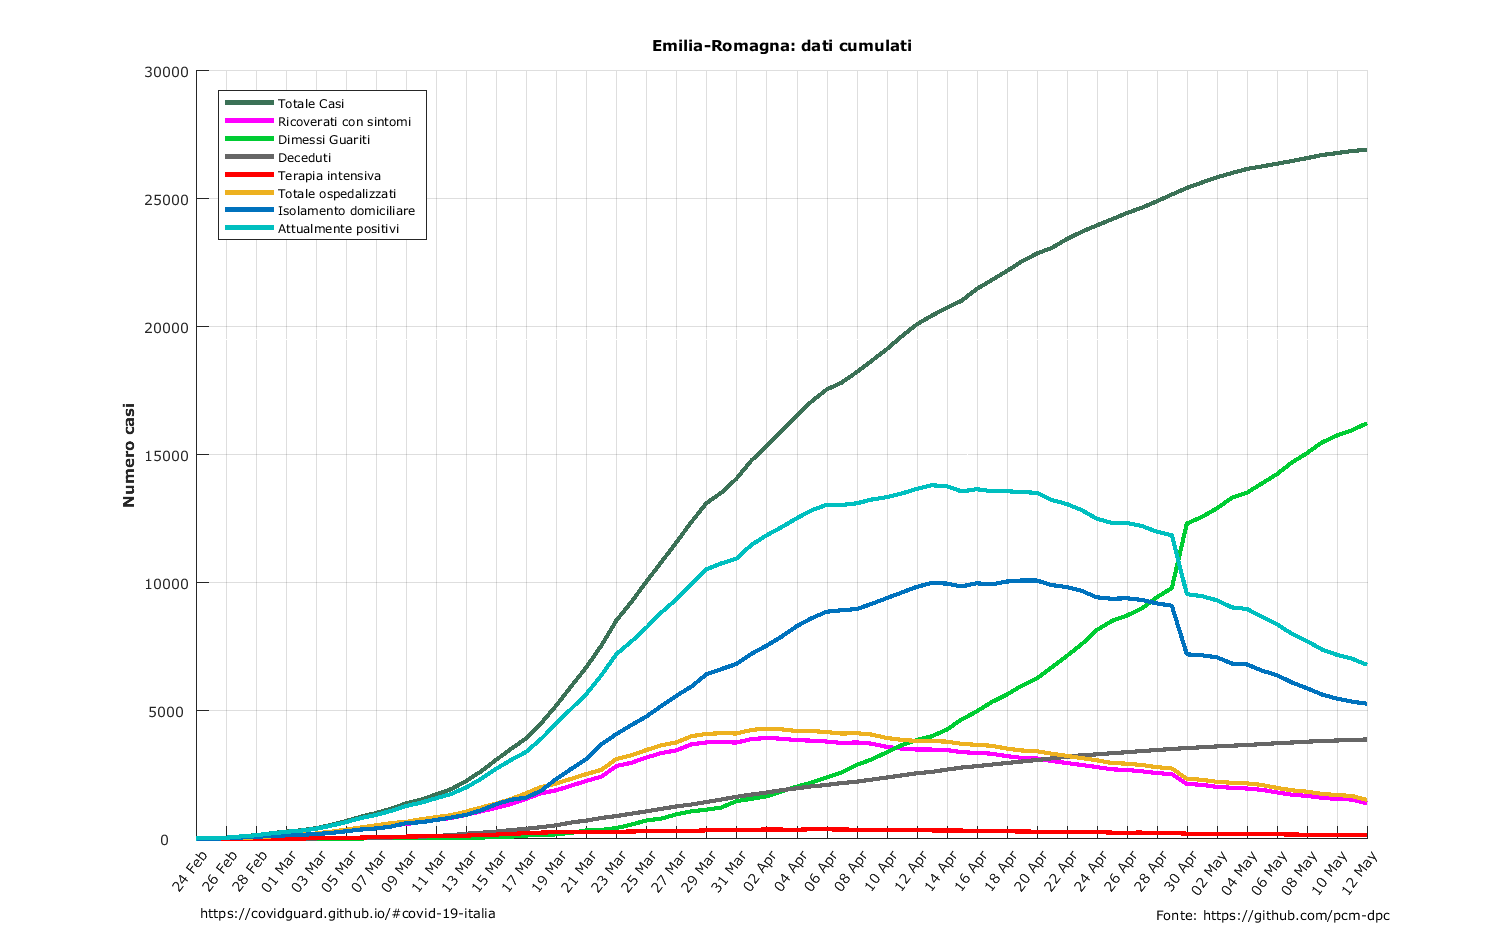 Emilia-Romagna: dati cumulati
30000
25000
20000
15000
10000
5000
0
Numero casi
Totale Casi
Ricoverati con sintomi
Dimessi Guariti
Deceduti
Terapia intensiva
Totale ospedalizzati
Isolamento domiciliare
Attualmente positivi
24 Feb
26 Feb
28 Feb
01 Mar
03 Mar
05 Mar
07 Mar
09 Mar
11 Mar
13 Mar
15 Mar
17 Mar
19 Mar
21 Mar
23 Mar
25 Mar
27 Mar
29 Mar
31 Mar
02 Apr
04 Apr
06 Apr
08 Apr
10 Apr
12 Apr
14 Apr
16 Apr
18 Apr
20 Apr
22 Apr
24 Apr
26 Apr
28 Apr
30 Apr
02 May
04 May
06 May
08 May
10 May
12 May
https://covidguard.github.io/#covid-19-italia
Fonte: https://github.com/pcm-dpc